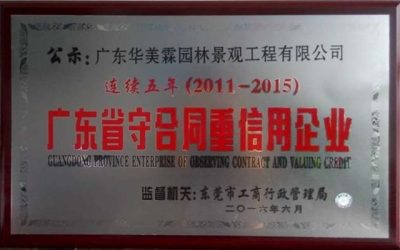 公示：广东华美霖园林景观工程有限公司
连续五年(2011-2015)
广东省守合同重信用企业
GUANGDONG PROVINCE ENTERPRISE OF OBSERVING CONTRACT AND VALUING CREDIT
监督机关：东莞市工商行政管理局
二〇一六年六月